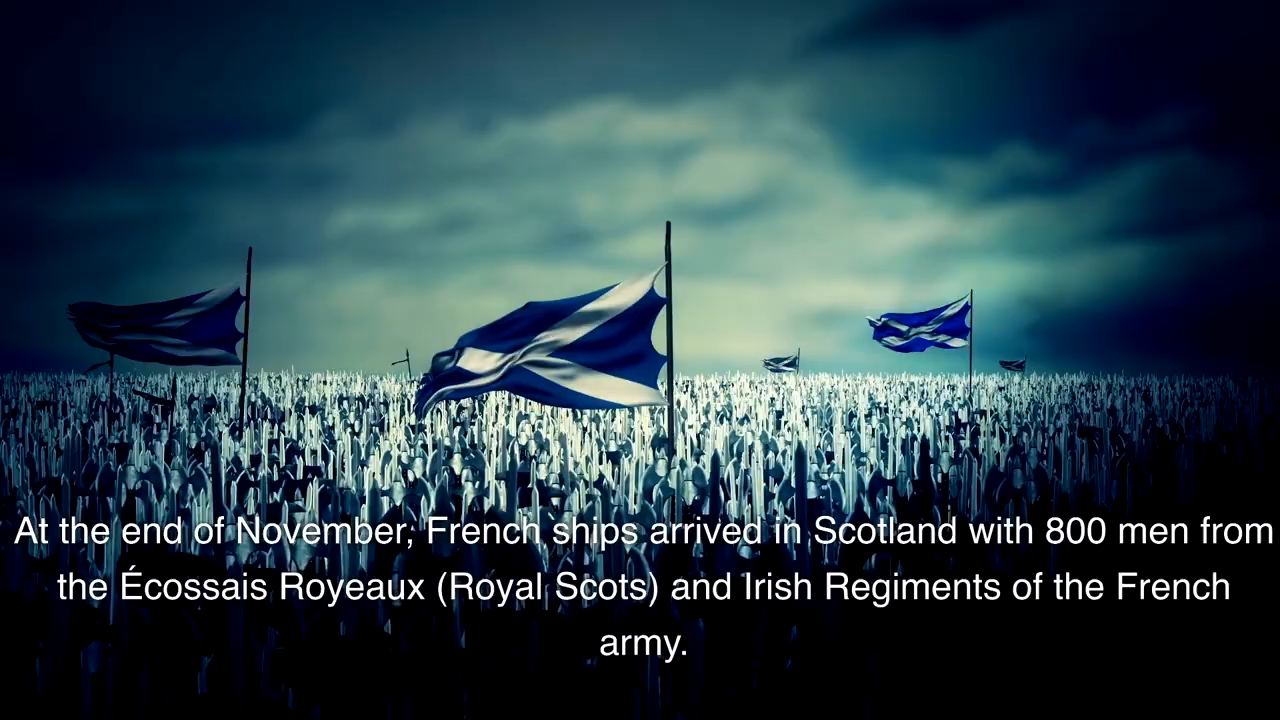 At the end of November, French ships arrived in Scotland with 800 men from
the Écossais Royeaux (Royal Scots) and Irish Regiments of the French
army.